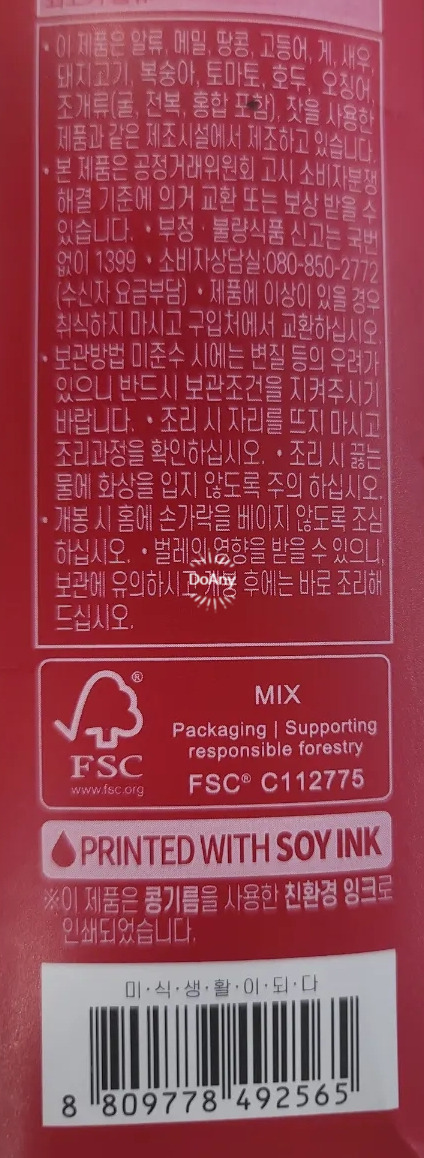 • 이 제품은 알류, 메밀, 땅콩, 고등어, 게, 새우,
돼지고기, 복숭아, 토마토, 호두, 오징어,
조개류(굴, 전복, 홍합 포함), 잣을 사용한
제품과 같은 제조시설에서 제조하고 있습니다.
• 본 제품은 공정거래위원회 고시 소비자분쟁
해결 기준에 의거 교환 또는 보상 받을 수
있습니다. • 부정 · 불량식품 신고는 국번
없이 1399 • 소비자상담실:080-850-2772
(수신자 요금부담) • 제품에 이상이 있을 경우
취식하지 마시고 구입처에서 교환하십시오.
• 보관방법 미준수 시에는 변질 등의 우려가
있으니 반드시 보관조건을 지켜주시기
바랍니다. • 조리 시 자리를 뜨지 마시고
조리과정을 확인하십시오. • 조리 시 끓는
물에 화상을 입지 않도록 주의 하십시오.
• 개봉 시 홈에 손가락을 베이지 않도록 조심
하십시오. • 벌레의 영향을 받을 수 있으니,
보관에 유의하시고 개봉 후에는 바로 조리해
드십시오.
DoAny
FSC®
www.fsc.org
MIX
Packaging | Supporting
responsible forestry
FSC® C112775
PRINTED WITH SOY INK
※이 제품은 콩기름을 사용한 친환경 잉크로
인쇄되었습니다.
미·식·생·활·이·되·다
8 809778 492565